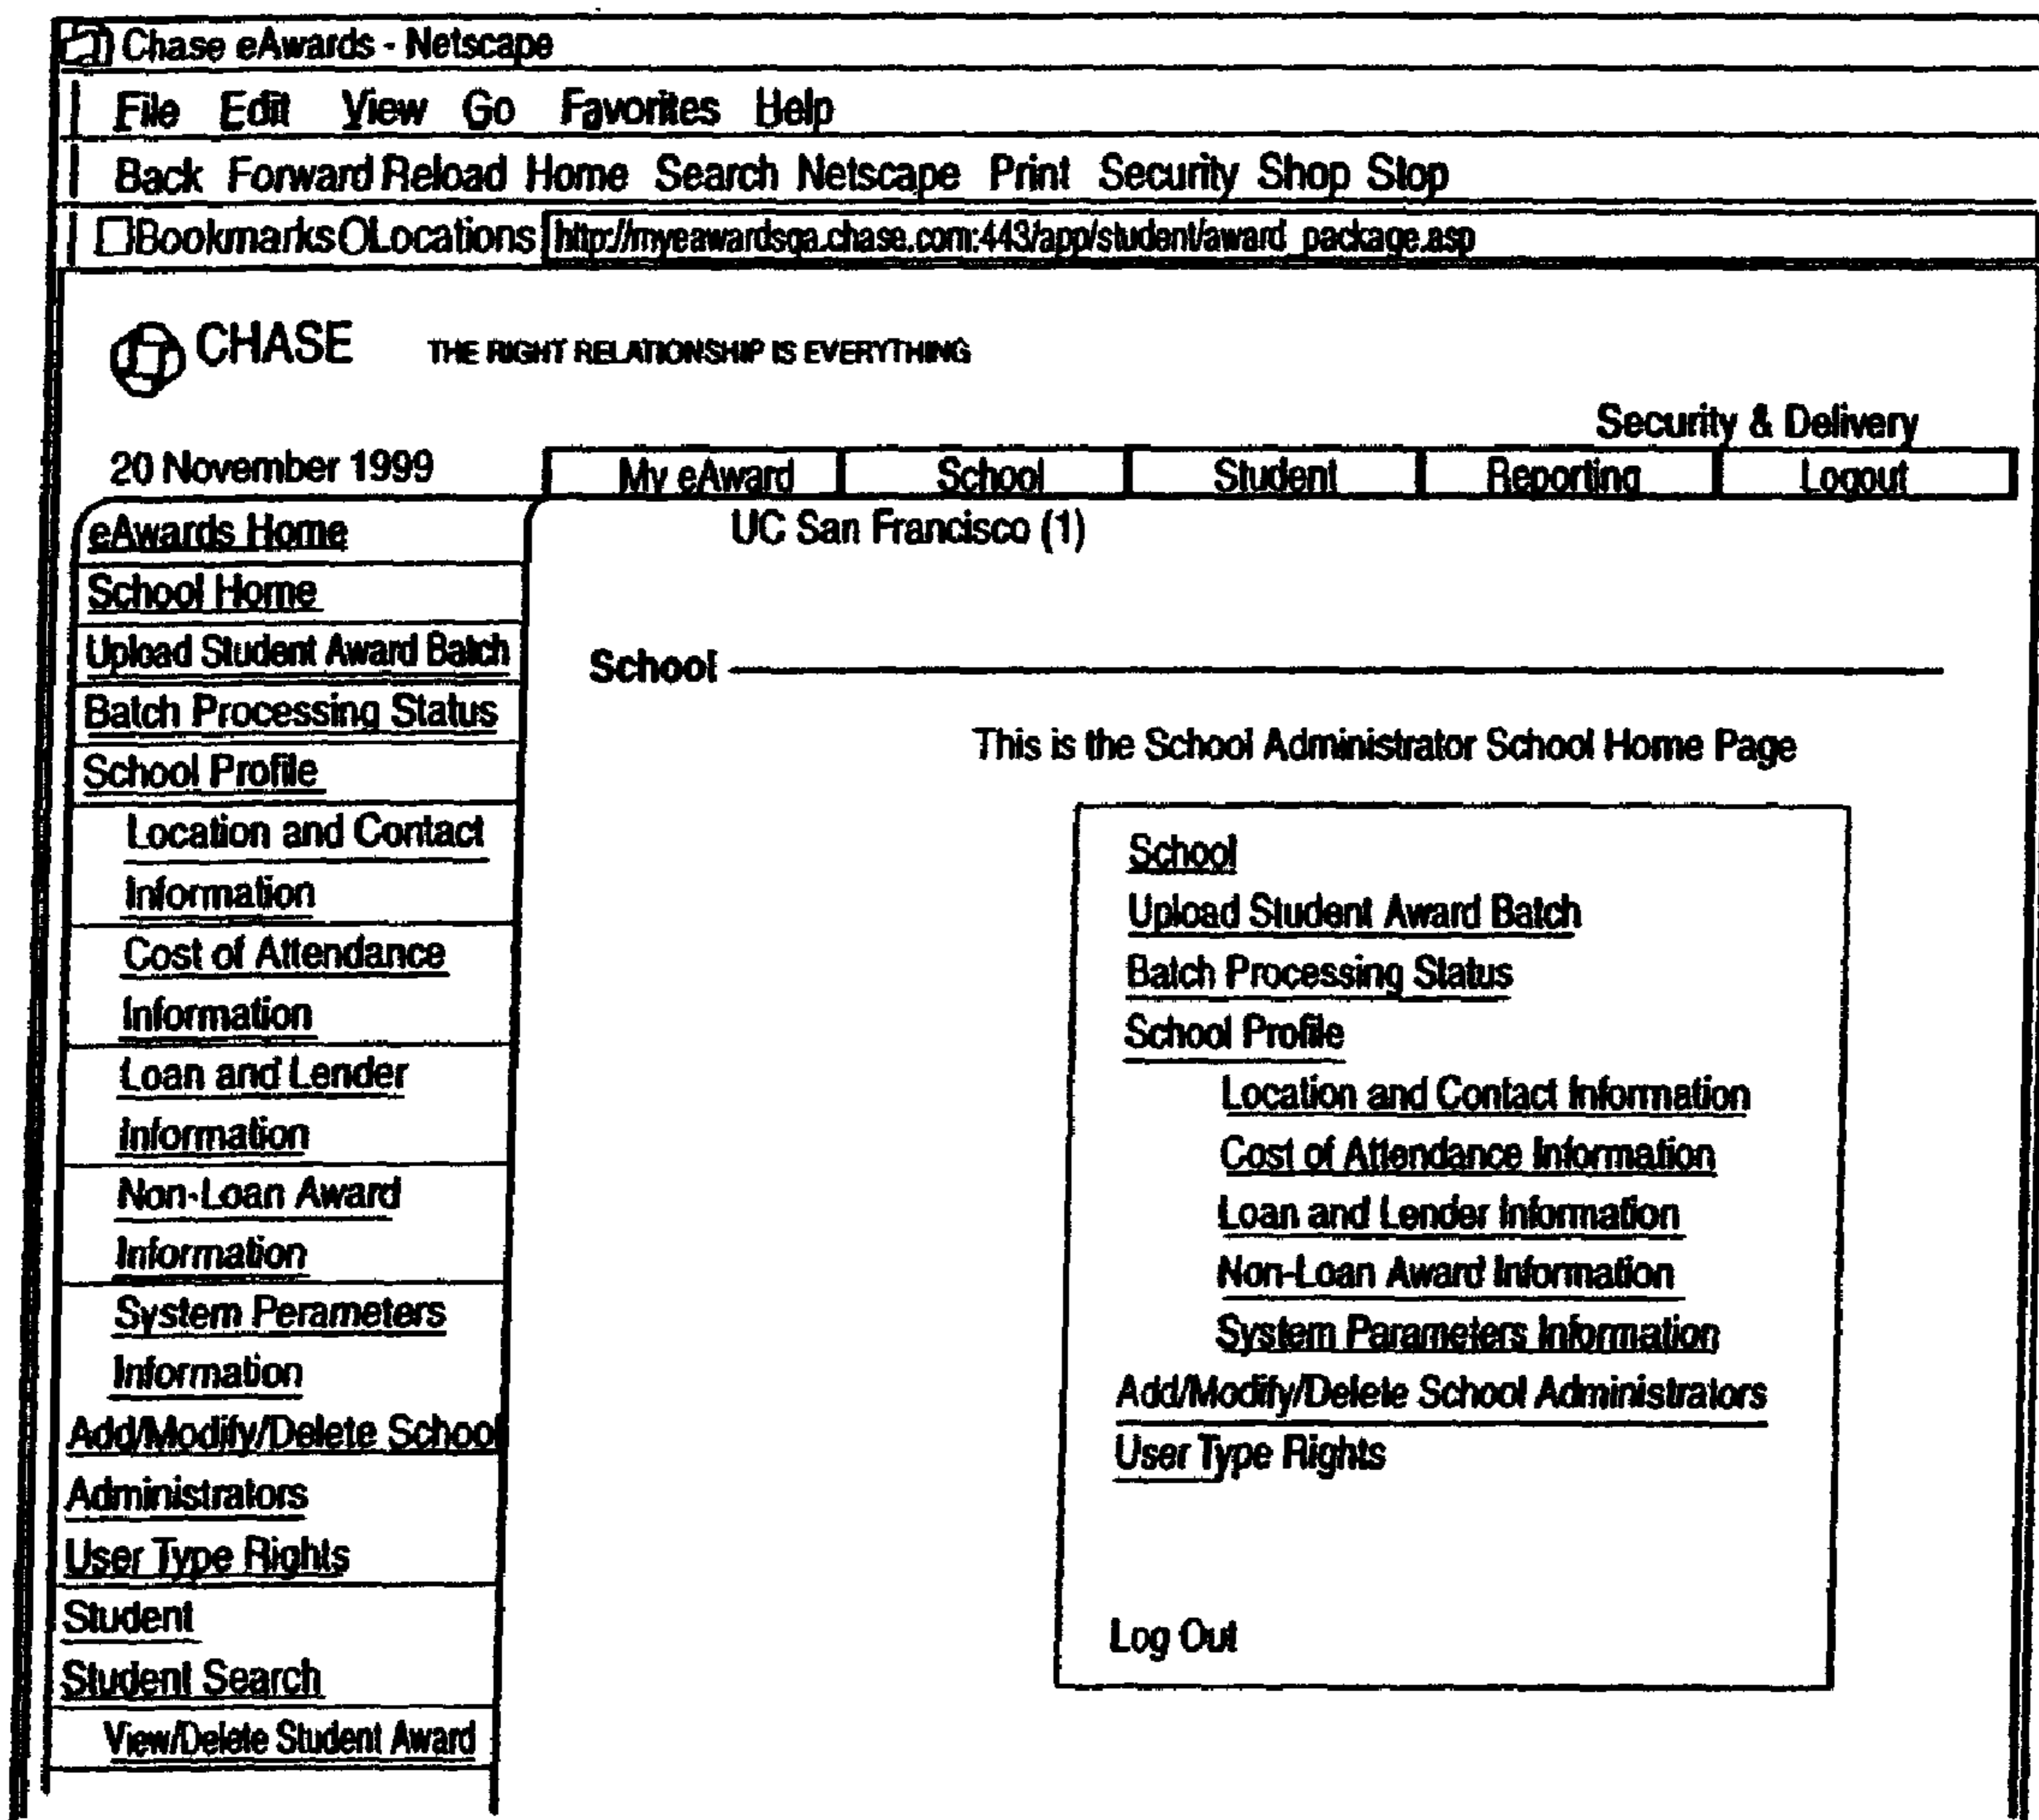 Chase eAwards - Netscape
File Edit View Go Favorites Help
Back Forward Reload Home Search Netscape Print Security Shop Stop
Bookmarks Locations http://myeawardsqa.chase.com:443/app/student/award_package.asp
CHASE THE RIGHT RELATIONSHIP IS EVERYTHING
Security & Delivery
20 November 1999 My eAward School Student Reporting Logout
eAwards Home
School Home
Upload Student Award Batch
Batch Processing Status
School Profile
Location and Contact
Information
Cost of Attendance
Information
Loan and Lender
Information
Non-Loan Award
Information
System Perameters
Information
Add/Modify/Delete School
Administrators
User Type Rights
Student
Student Search
View/Delete Student Award
UC San Francisco (1)
School
This is the School Administrator School Home Page
School
Upload Student Award Batch
Batch Processing Status
School Profile
Location and Contact Information
Cost of Attendance Information
Loan and Lender Information
Non-Loan Award Information
System Parameters Information
Add/Modify/Delete School Administrators
User Type Rights
Log Out